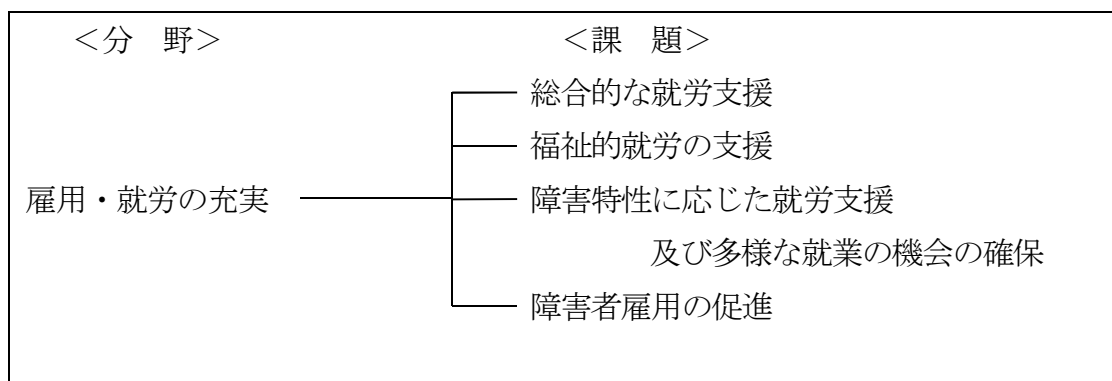 ＜分　野＞　＜課　題＞
総合的な就労支援
福祉的就労の支援
雇用・就労の充実　障害特性に応じた就労支援
及び多様な就業の機会の確保
障害者雇用の促進